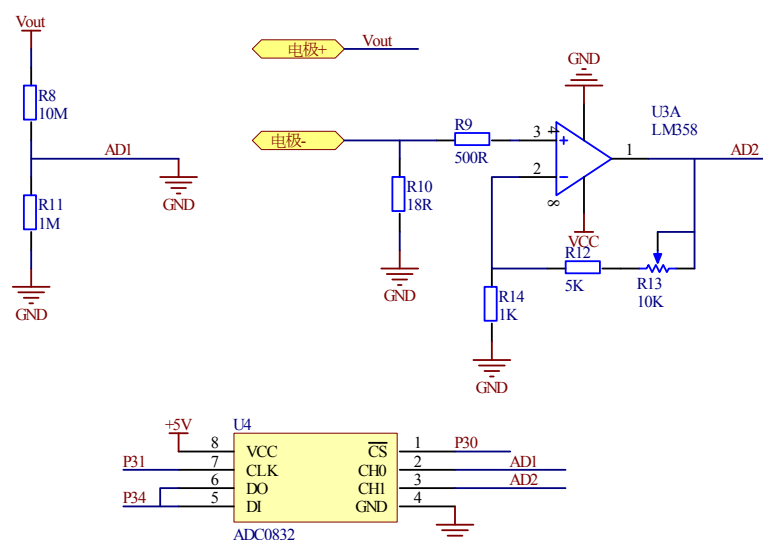 Vout
R8
10M
AD1
GND
R11
1M
GND
电极+
Vout
电极-
R9
500R
R10
18R
GND
GND
U3A
LM358
3
4
1
AD2
2
8
VCC
R12
5K
R13
10K
R14
1K
GND
+5V
U4
8 VCC CS 1 P30
P31 7 CLK CH0 2 AD1
6 DO CH1 3 AD2
P34 5 DI GND 4
ADC0832